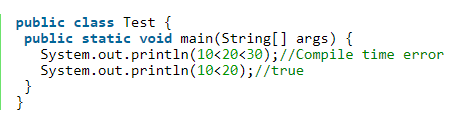 public class Test {
public static void main(String[] args) {
System.out.println(10<20<30);//Compile time error
System.out.println(10<20);//true
}
}